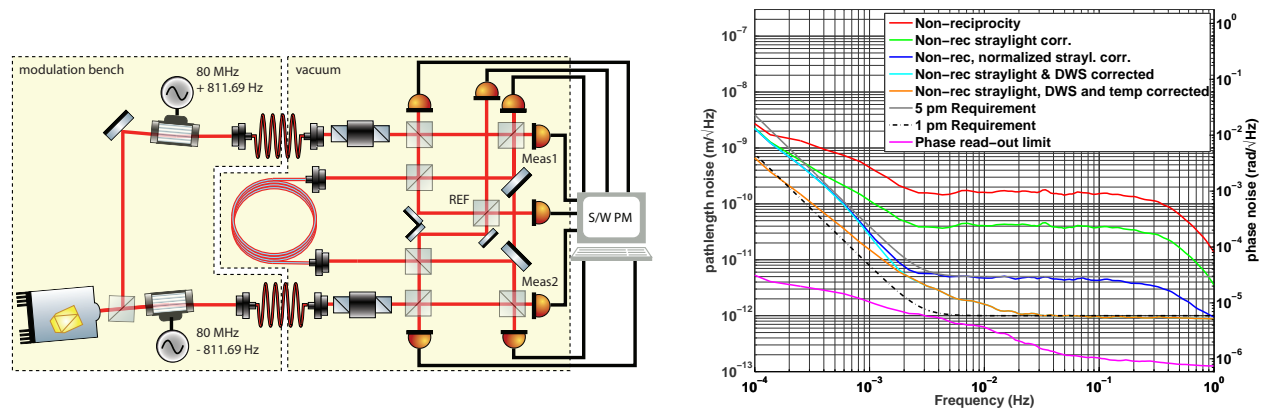 modulation bench
vacuum
80 MHz
+ 811.69 Hz
Meas1
REF
S/W PM
Meas2
80 MHz
- 811.69 Hz
Non-reciprocity
Non-rec straylight corr.
Non-rec, normalized strayl. corr.
Non-rec straylight & DWS corrected
Non-rec straylight, DWS and temp corrected
5 pm Requirement
1 pm Requirement
Phase read-out limit
pathlength noise (m/√Hz)
10⁻⁷
10⁻⁸
10⁻⁹
10⁻¹⁰
10⁻¹¹
10⁻¹²
10⁻¹³
10⁻⁴
10⁻³
10⁻²
10⁻¹
10⁰
Frequency (Hz)
10⁰
10⁻¹
10⁻²
10⁻³
10⁻⁴
10⁻⁵
10⁻⁶
phase noise (rad/√Hz)